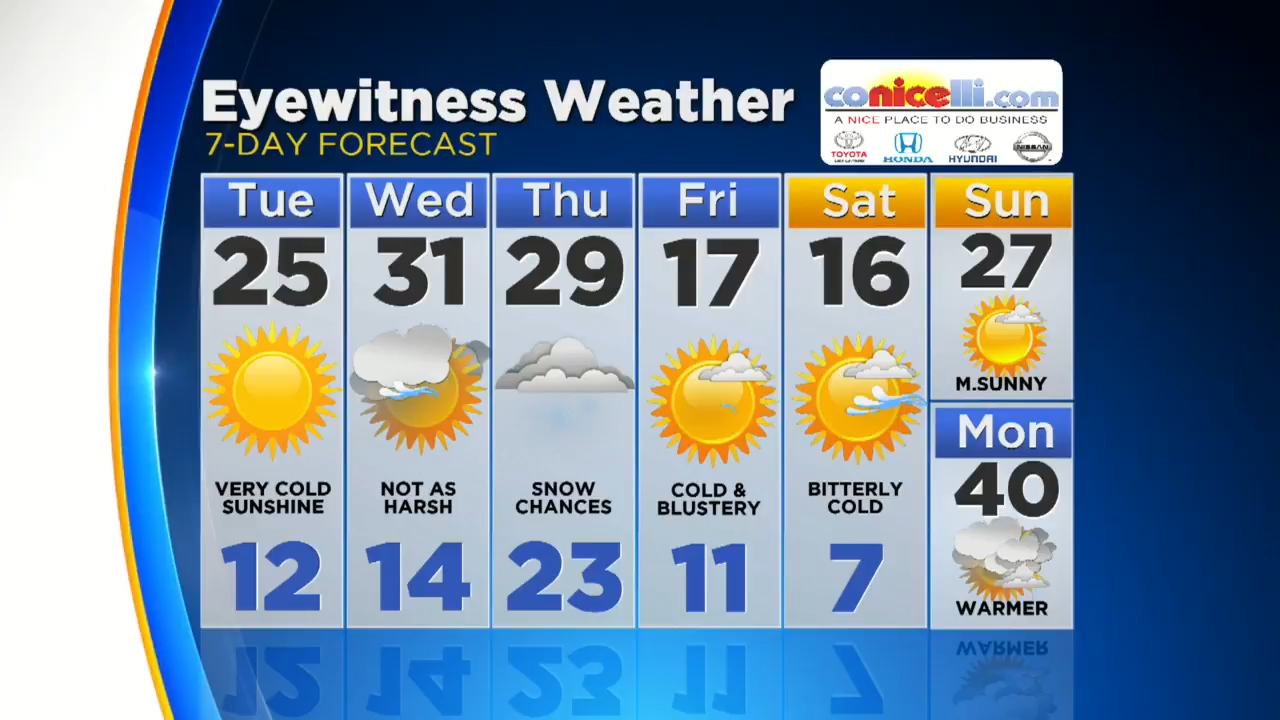 Eyewitness Weather
7-DAY FORECAST
conicelli.com
A NICE PLACE TO DO BUSINESS
TOYOTA
HONDA
HYUNDAI
NISSAN
Tue
25
VERY COLD
SUNSHINE
12
Wed
31
NOT AS
HARSH
14
Thu
29
SNOW
CHANCES
23
Fri
17
COLD &
BLUSTERY
11
Sat
16
BITTERLY
COLD
7
Sun
27
M.SUNNY
Mon
40
WARMER